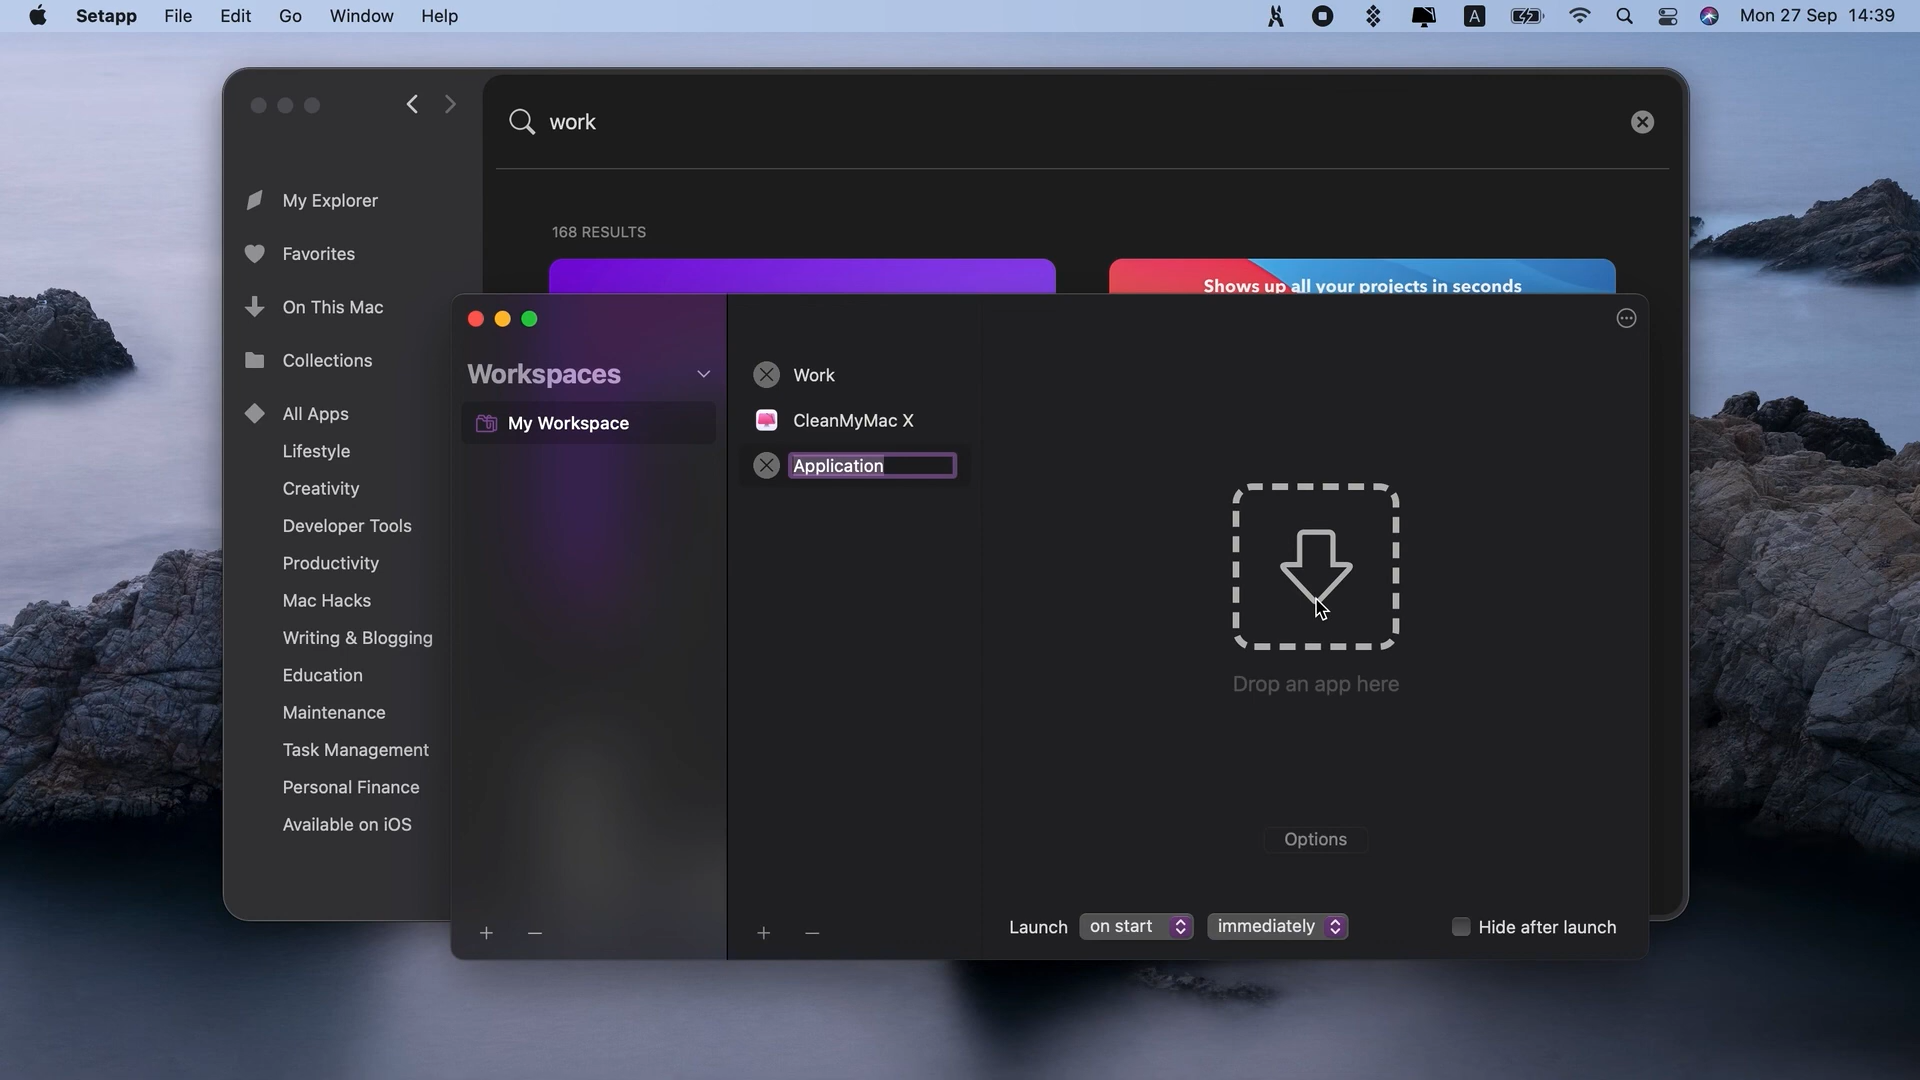 Setapp File Edit Go Window Help A Mon 27 Sep 14:39
work
My Explorer
168 RESULTS
Favorites
Shows up all your projects in seconds
On This Mac
Collections
Workspaces
Work
All Apps
My Workspace
CleanMyMac X
Lifestyle
Application
Creativity
Developer Tools
Productivity
Mac Hacks
Writing & Blogging
Education
Drop an app here
Maintenance
Task Management
Personal Finance
Available on iOS
Options
Launch on start immediately Hide after launch